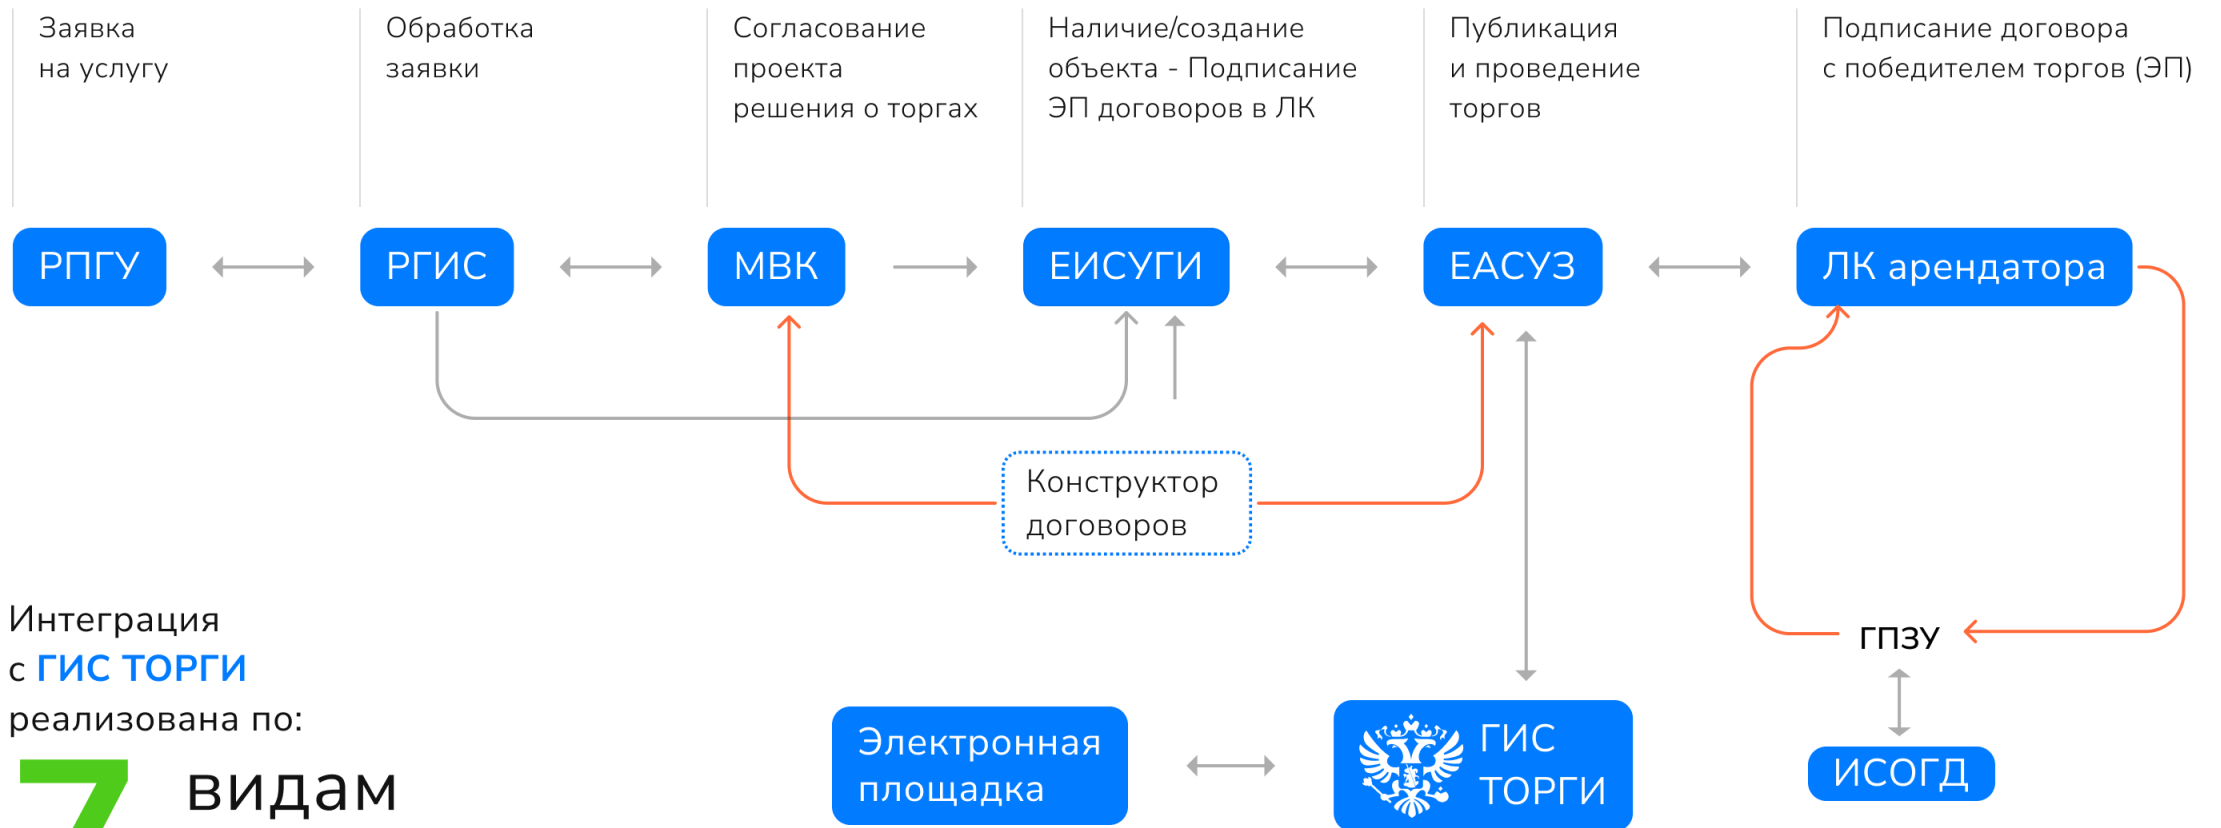 Заявка
на услугу
Обработка
заявки
Согласование
проекта
решения о торгах
Наличие/создание
объекта - Подписание
ЭП договоров в ЛК
Публикация
и проведение
торгов
Подписание договора
с победителем торгов (ЭП)
РПГУ
РГИС
МВК
ЕИСУГИ
ЕАСУЗ
ЛК арендатора
Конструктор
договоров
Интеграция
с ГИС ТОРГИ
реализована по:
7 видам
Электронная
площадка
ГИС
ТОРГИ
ГПЗУ
ИСОГД